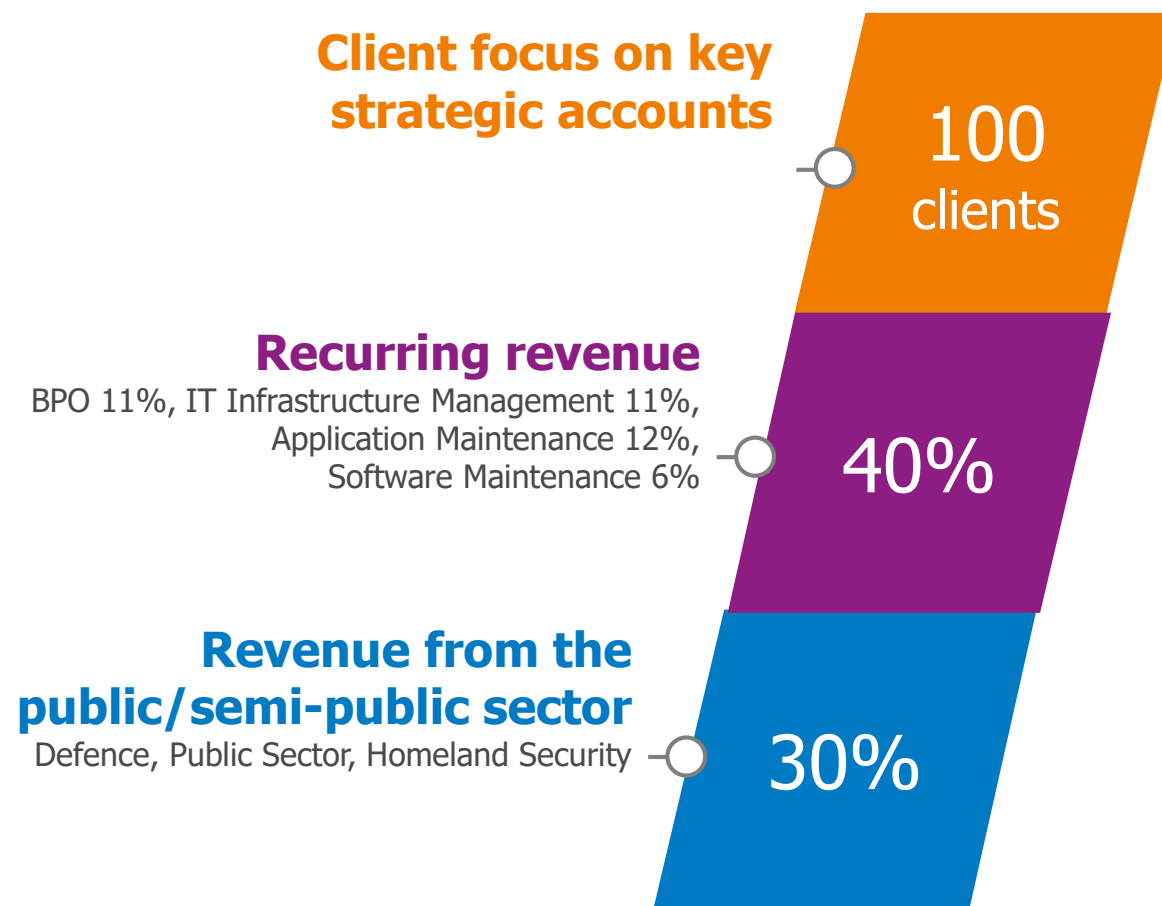 Client focus on key
strategic accounts
100
clients
Recurring revenue
BPO 11%, IT Infrastructure Management 11%,
Application Maintenance 12%,
Software Maintenance 6%
40%
Revenue from the
public/semi-public sector
Defence, Public Sector, Homeland Security
30%